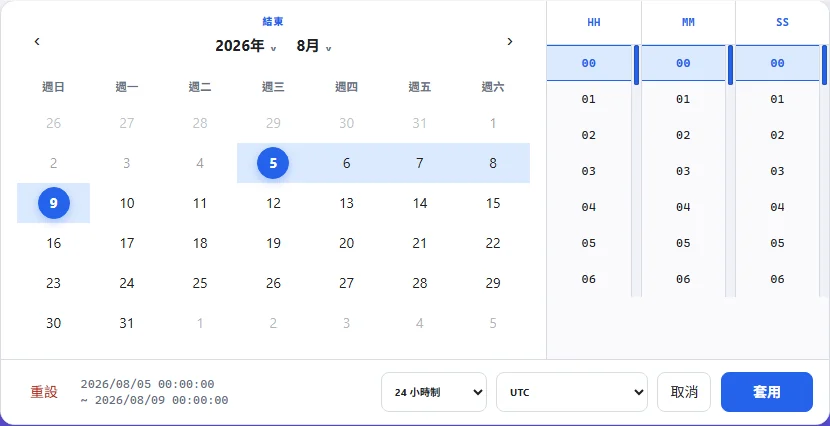 結束
‹ 2026年 ⌄ 8月 ⌄ ›
週日 週一 週二 週三 週四 週五 週六
26 27 28 29 30 31 1
2 3 4 5 6 7 8
9 10 11 12 13 14 15
16 17 18 19 20 21 22
23 24 25 26 27 28 29
30 31 1 2 3 4 5
HH MM SS
00 00 00
01 01 01
02 02 02
03 03 03
04 04 04
05 05 05
06 06 06
重設
2026/08/05 00:00:00
~ 2026/08/09 00:00:00
24 小時制
UTC
取消
套用